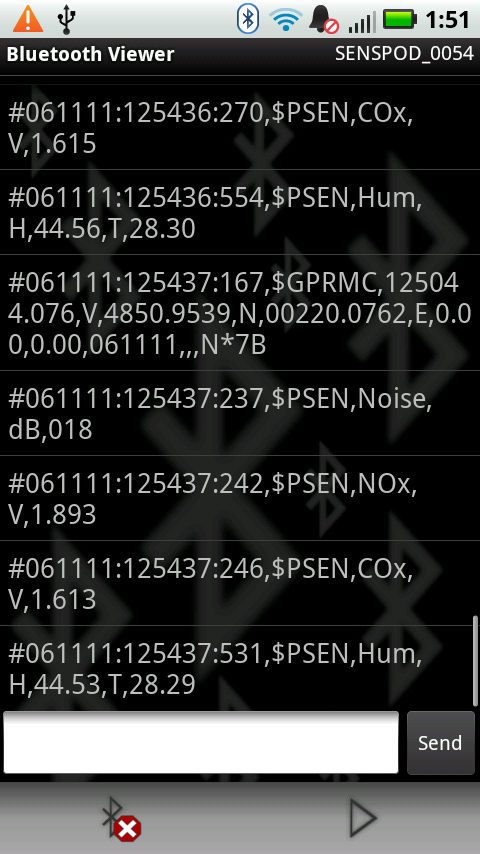 1:51
Bluetooth Viewer SENSPOD_0054
#061111:125436:270,$PSEN,COx,
V,1.615
#061111:125436:554,$PSEN,Hum,
H,44.56,T,28.30
#061111:125437:167,$GPRMC,12504
4.076,V,4850.9539,N,00220.0762,E,0.0
0,0.00,061111,,,N*7B
#061111:125437:237,$PSEN,Noise,
dB,018
#061111:125437:242,$PSEN,NOx,
V,1.893
#061111:125437:246,$PSEN,COx,
V,1.613
#061111:125437:531,$PSEN,Hum,
H,44.53,T,28.29
Send